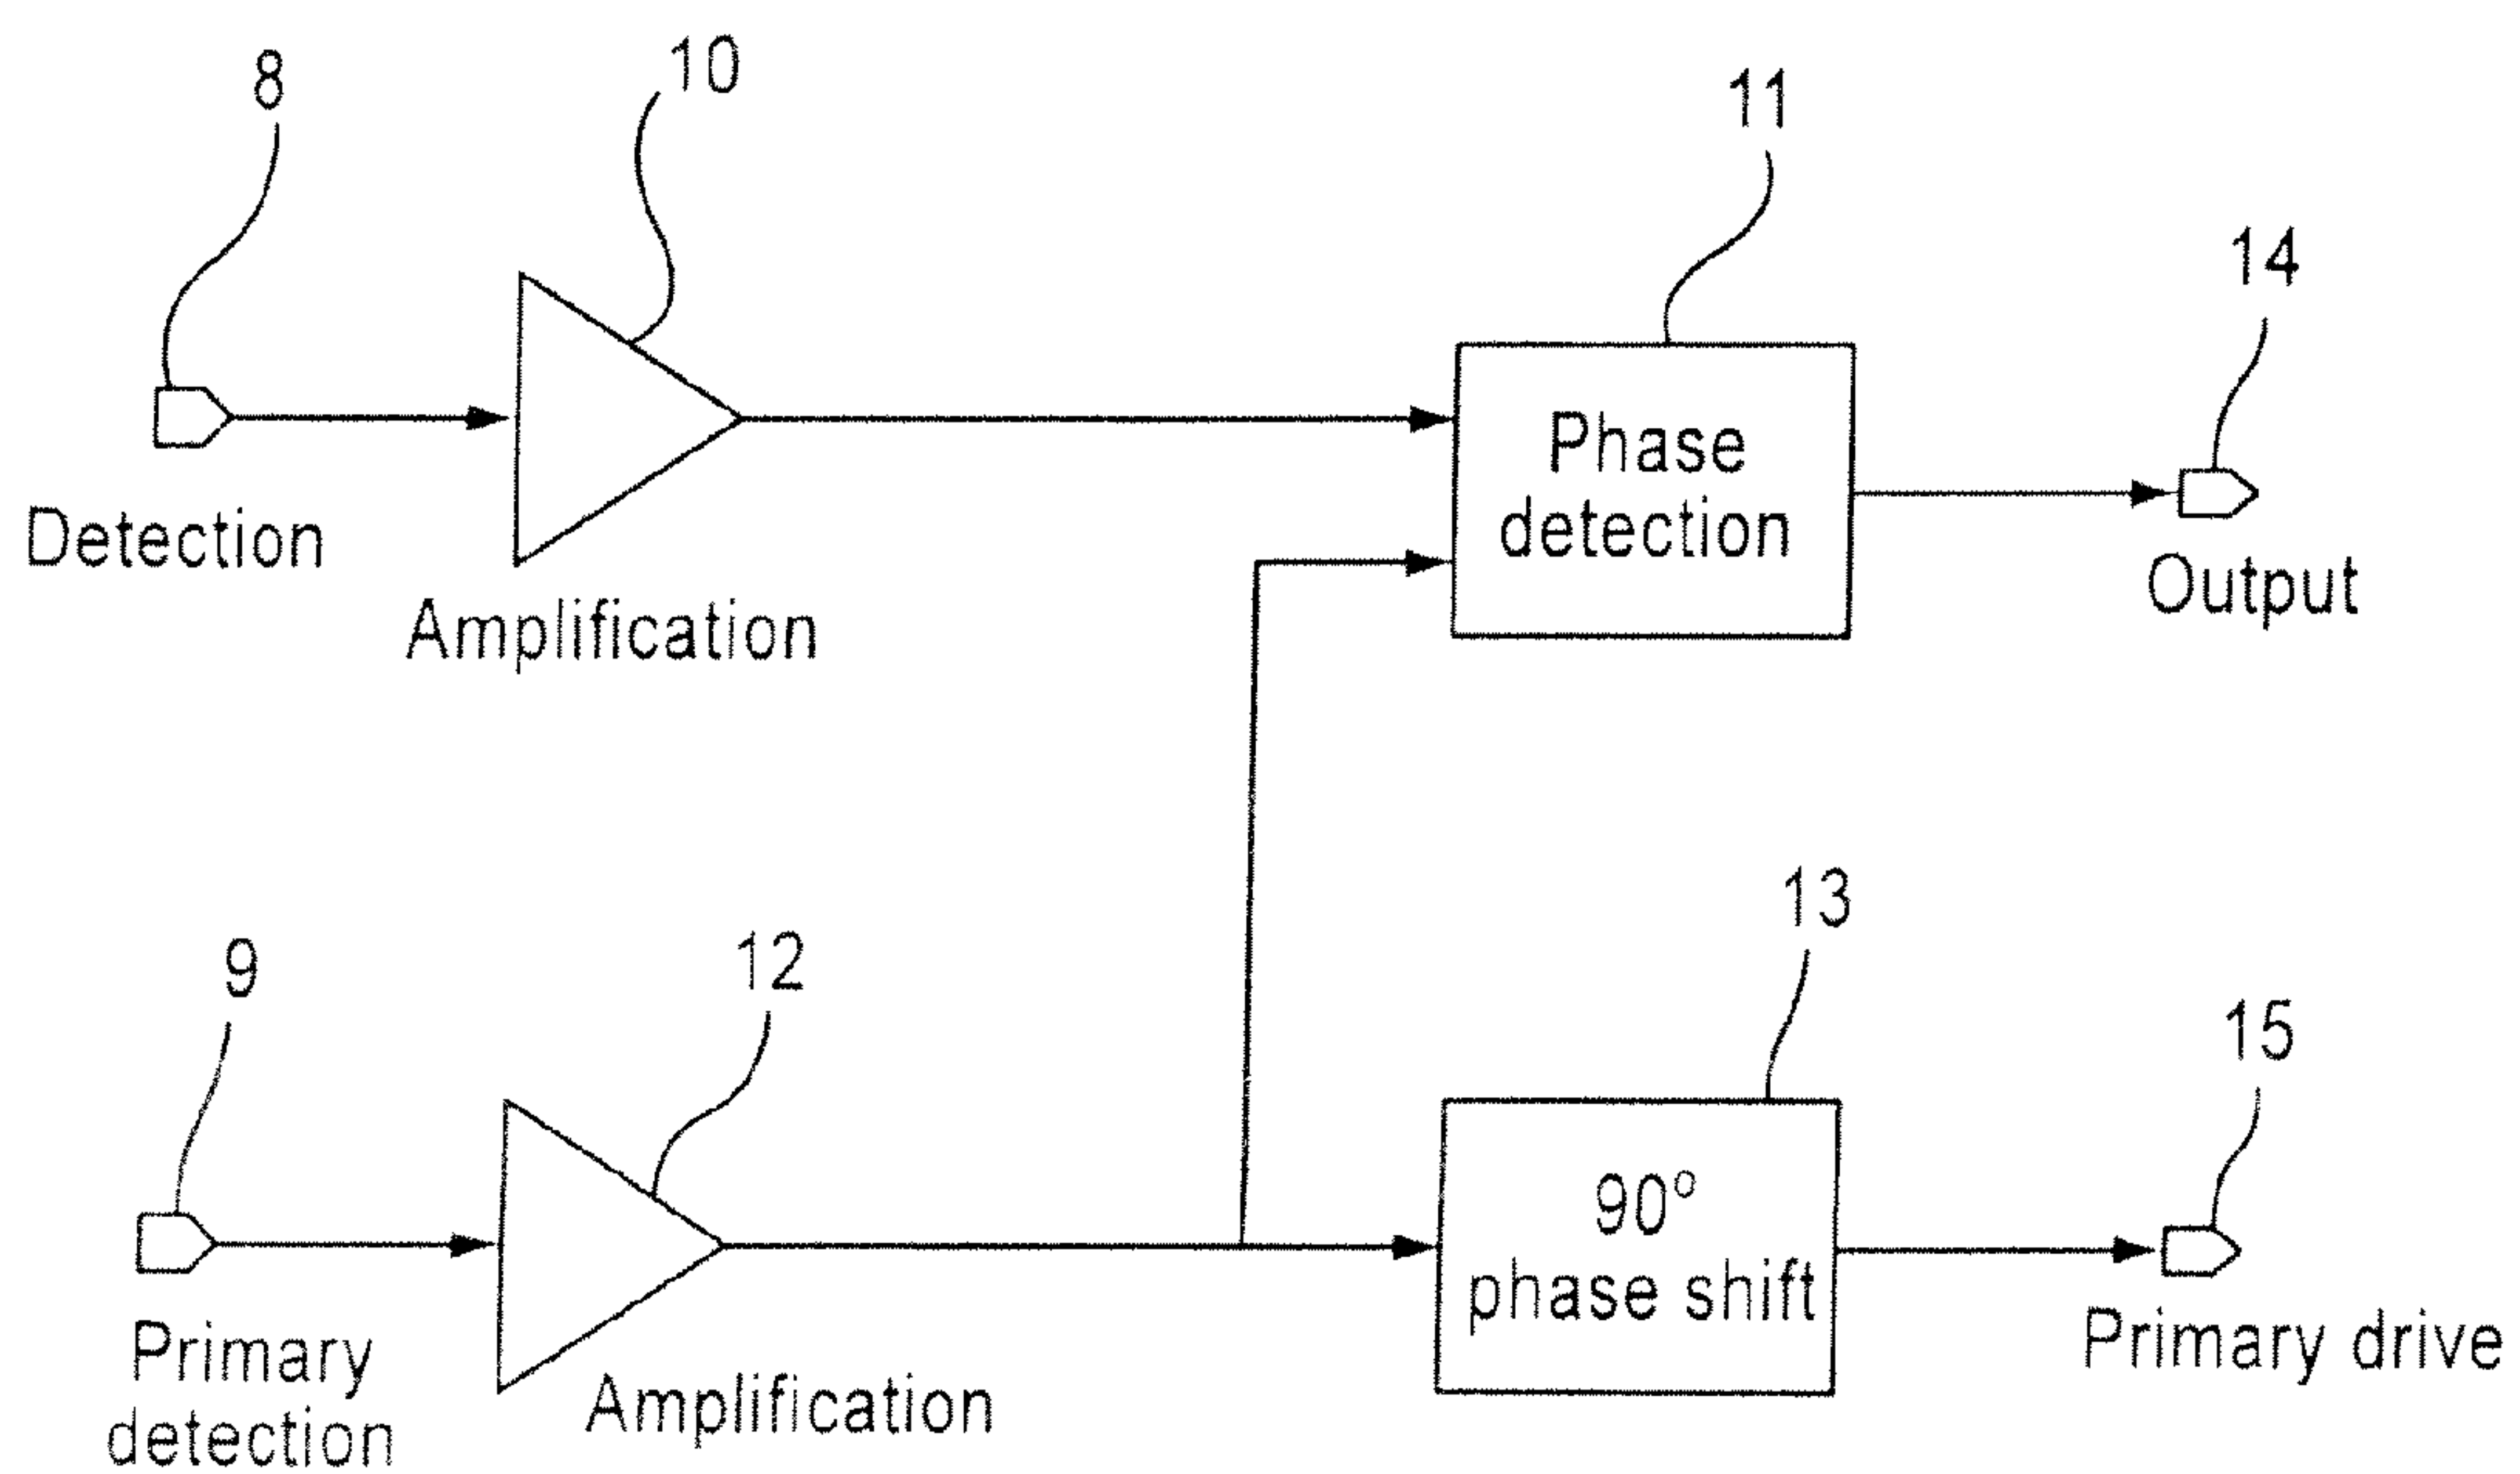 8
10
11
14
Detection
Amplification
Phase
detection
Output
9
12
13
15
Primary
detection
Amplification
90°
phase shift
Primary drive